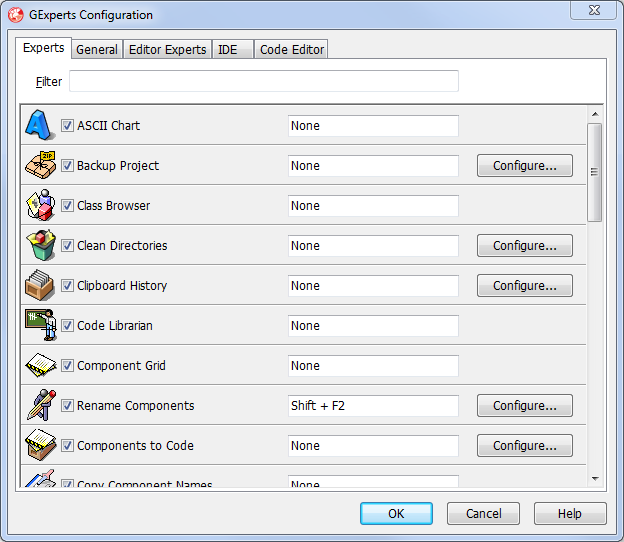 GExperts Configuration
Experts General Editor Experts IDE Code Editor
Filter
ASCII Chart None
ZIP
Backup Project None Configure...
Class Browser None
Clean Directories None Configure...
Clipboard History None Configure...
Code Librarian None
Component Grid None
Rename Components Shift + F2 Configure...
Components to Code None Configure...
Copy Component Names None
OK Cancel Help